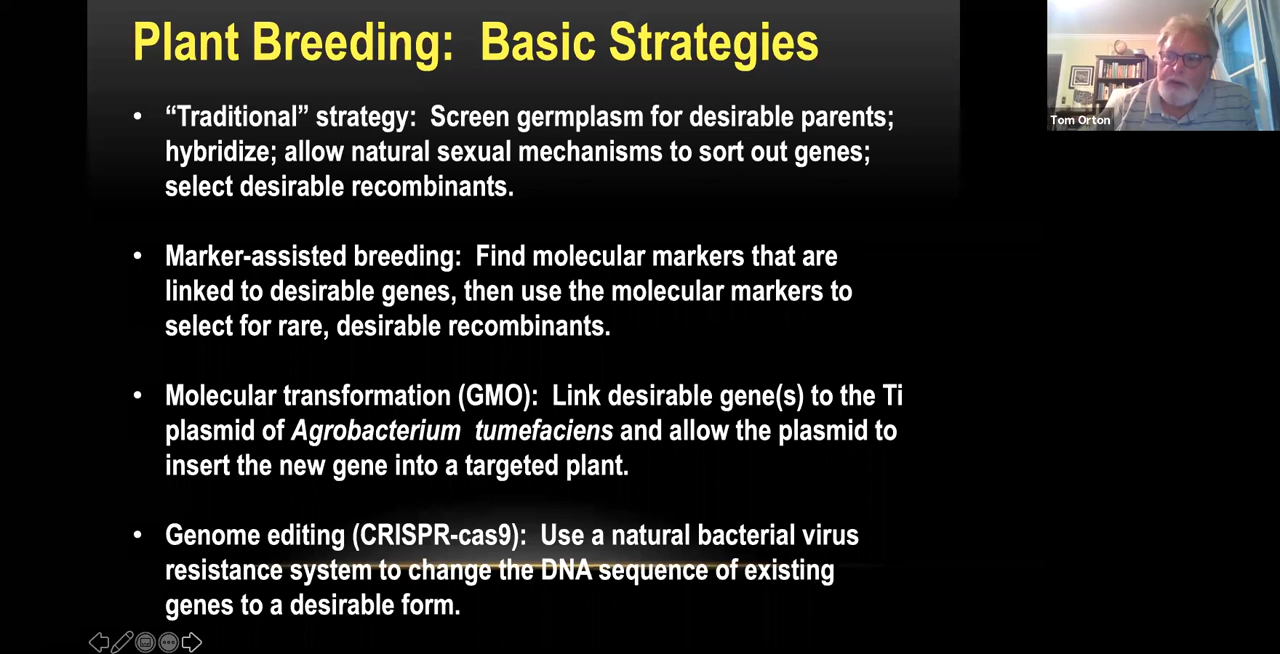 Plant Breeding:  Basic Strategies
• “Traditional” strategy:  Screen germplasm for desirable parents;
hybridize; allow natural sexual mechanisms to sort out genes;
select desirable recombinants.
• Marker-assisted breeding:  Find molecular markers that are
linked to desirable genes, then use the molecular markers to
select for rare, desirable recombinants.
• Molecular transformation (GMO):  Link desirable gene(s) to the Ti
plasmid of Agrobacterium  tumefaciens and allow the plasmid to
insert the new gene into a targeted plant.
• Genome editing (CRISPR-cas9):  Use a natural bacterial virus
resistance system to change the DNA sequence of existing
genes to a desirable form.
Tom Orton